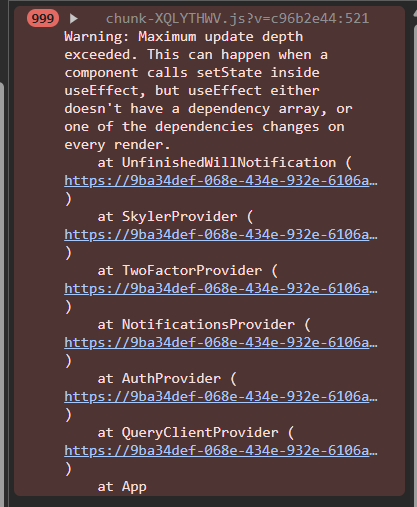 999 ▶ chunk-XQLYTHWV.js?v=c96b2e44:521
Warning: Maximum update depth
exceeded. This can happen when a
component calls setState inside
useEffect, but useEffect either
doesn't have a dependency array, or
one of the dependencies changes on
every render.
at UnfinishedWillNotification (
https://9ba34def-068e-434e-932e-6106a…
)
at SkylerProvider (
https://9ba34def-068e-434e-932e-6106a…
)
at TwoFactorProvider (
https://9ba34def-068e-434e-932e-6106a…
)
at NotificationsProvider (
https://9ba34def-068e-434e-932e-6106a…
)
at AuthProvider (
https://9ba34def-068e-434e-932e-6106a…
)
at QueryClientProvider (
https://9ba34def-068e-434e-932e-6106a…
)
at App